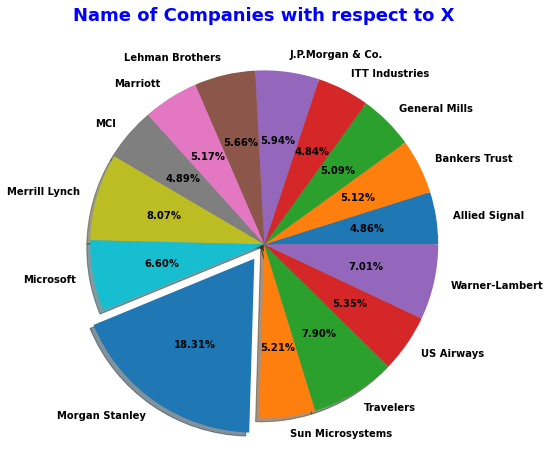 Name of Companies with respect to X
Allied Signal
4.86%
Bankers Trust
5.12%
General Mills
5.09%
ITT Industries
4.84%
J.P.Morgan & Co.
5.94%
Lehman Brothers
5.66%
Marriott
5.17%
MCI
4.89%
Merrill Lynch
8.07%
Microsoft
6.60%
Morgan Stanley
18.31%
Sun Microsystems
5.21%
Travelers
7.90%
US Airways
5.35%
Warner-Lambert
7.01%